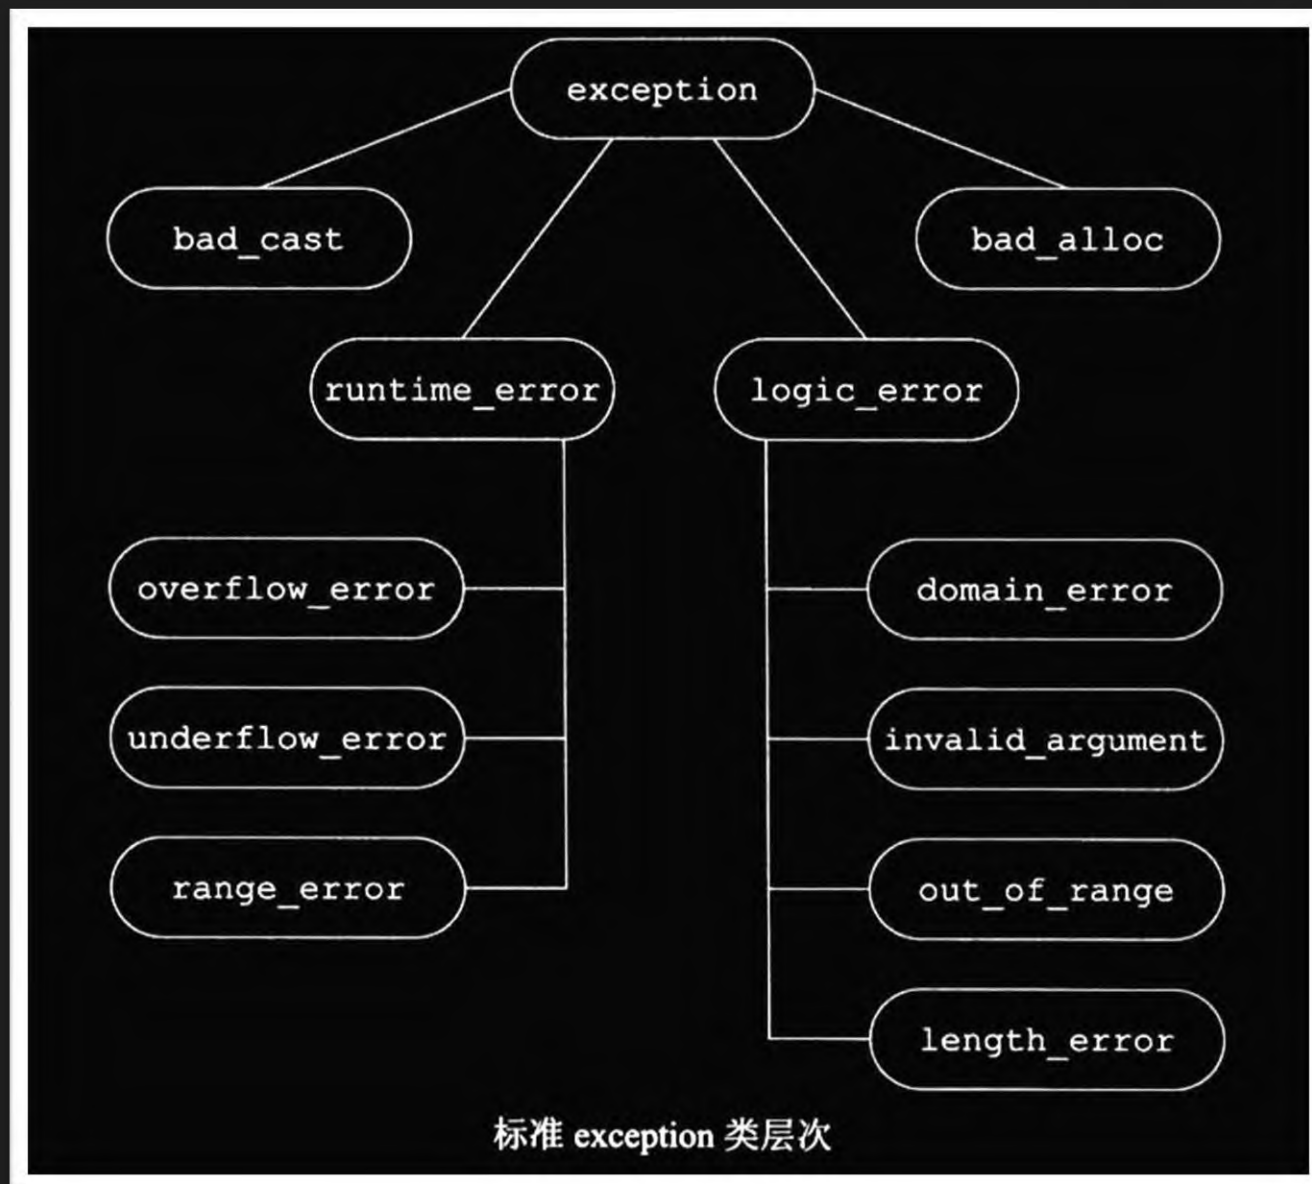 exception
bad_cast
bad_alloc
runtime_error
logic_error
overflow_error
domain_error
underflow_error
invalid_argument
range_error
out_of_range
length_error
标准 exception 类层次